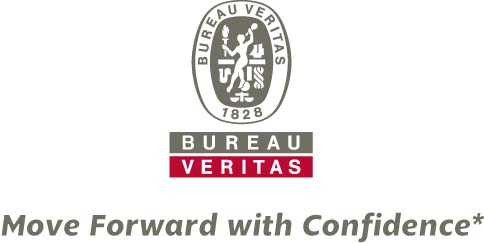 BUREAU VERITAS
1828
BUREAU
VERITAS
Move Forward with Confidence*